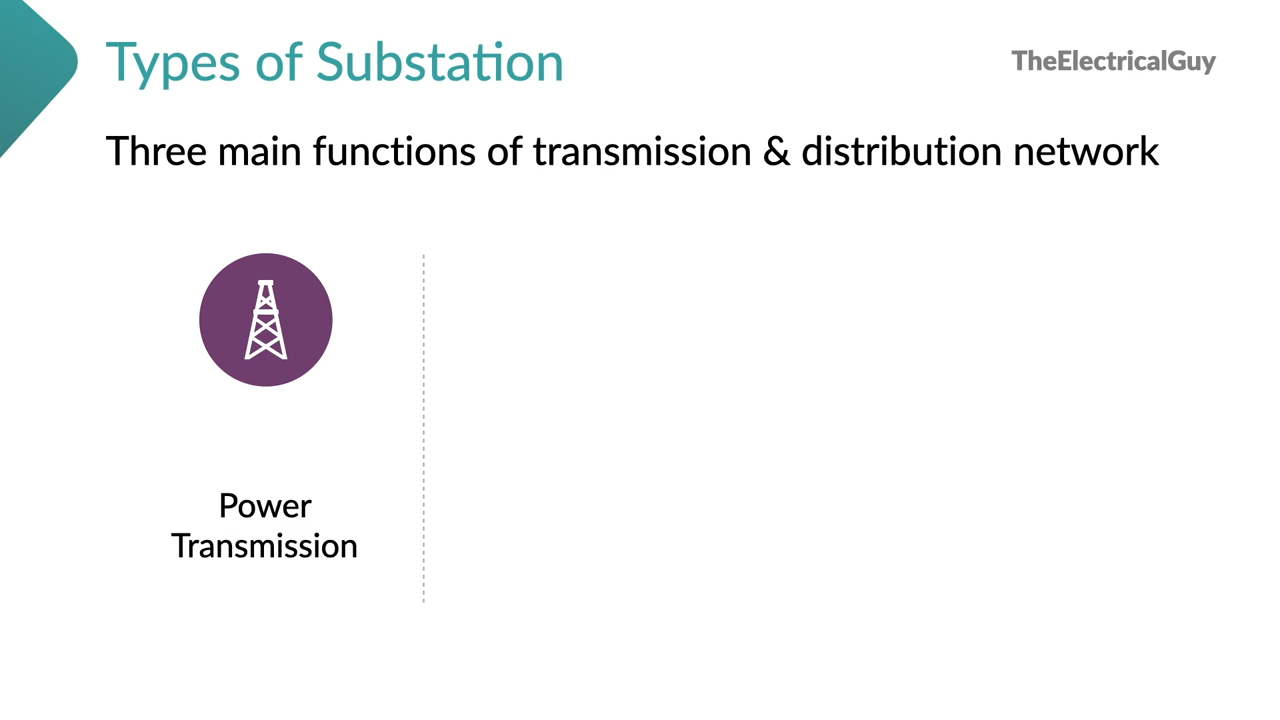 Types of Substation
TheElectricalGuy
Three main functions of transmission & distribution network
Power
Transmission